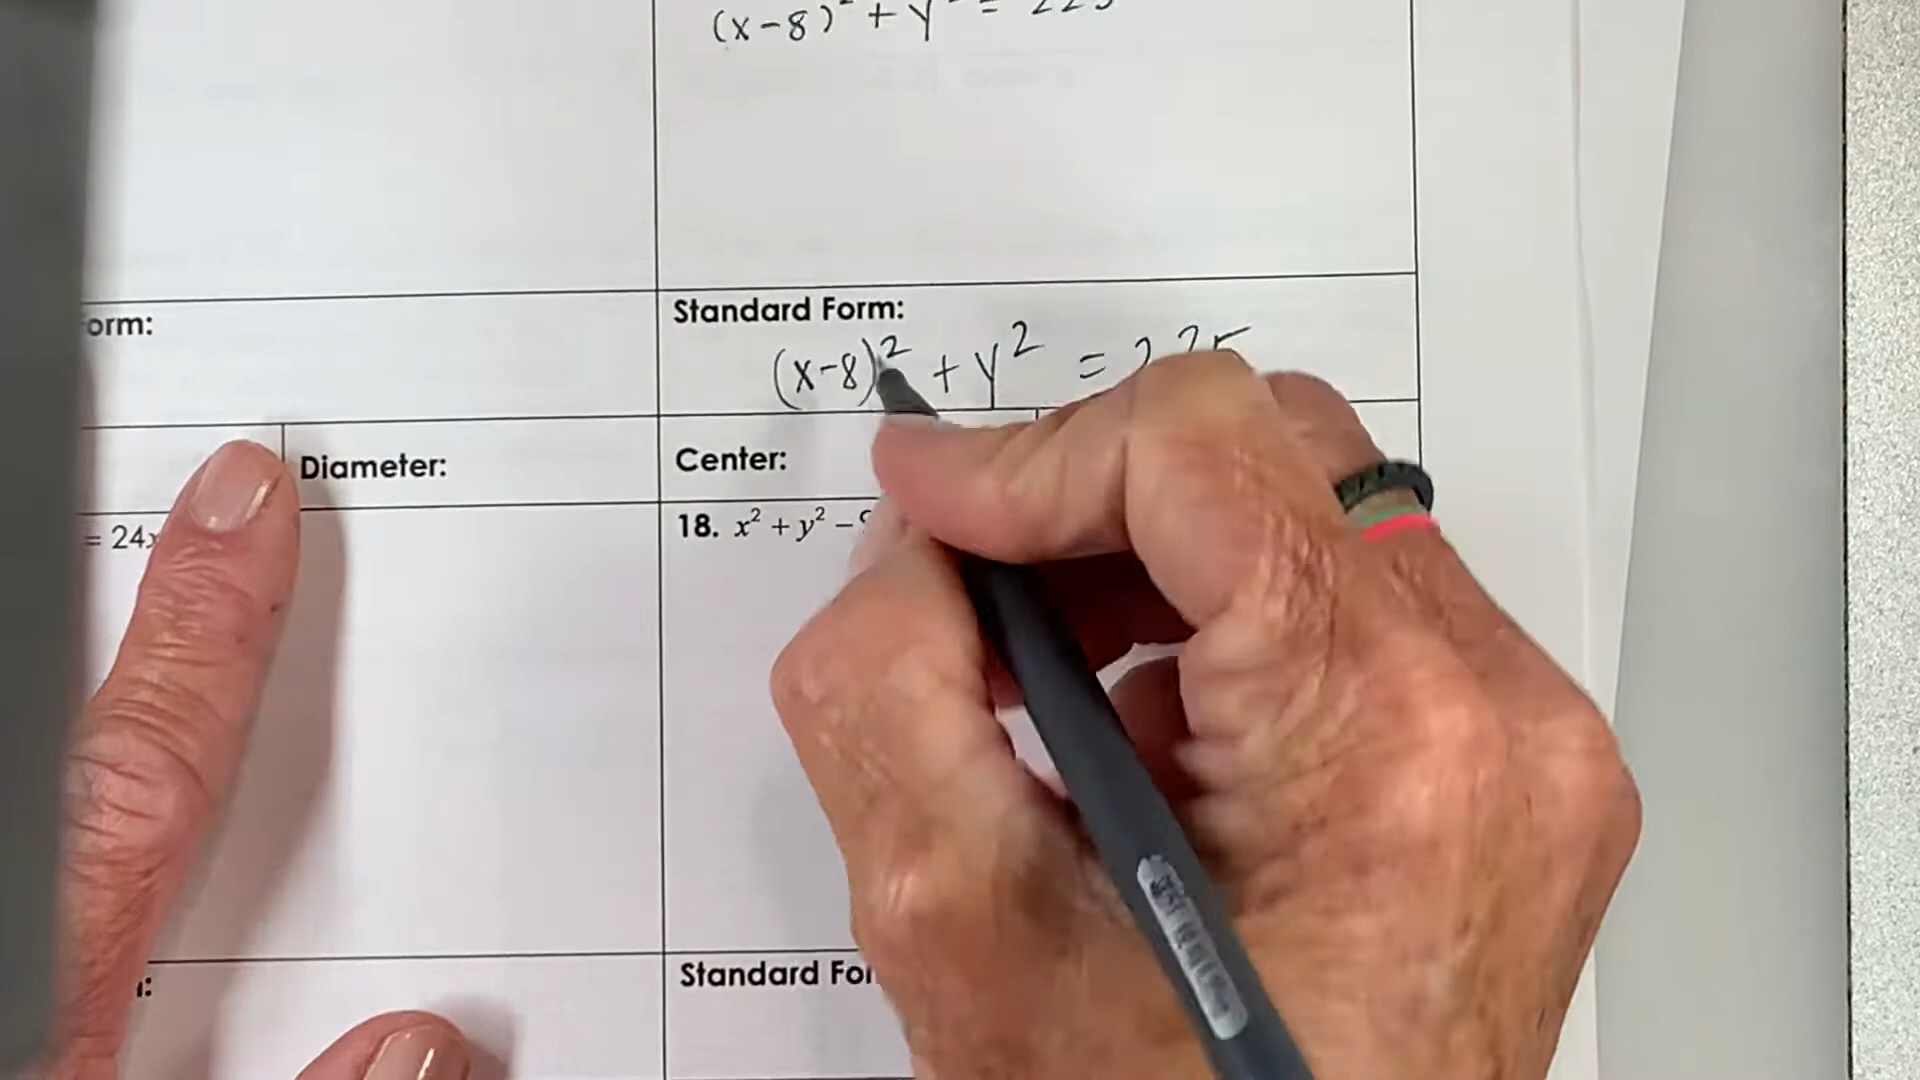 (x-8)² + y² = 225
orm:
Standard Form:
(x-8)² + y² = 225
Diameter:
Center:
= 24x
18. x² + y² –
Standard For